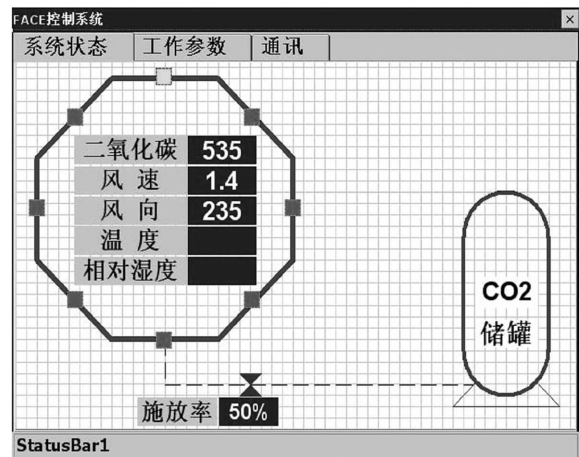 FACE控制系统
系统状态 工作参数 通讯
二氧化碳 535
风 速 1.4
风 向 235
温 度
相对湿度
CO2
储罐
施放率 50%
StatusBar1